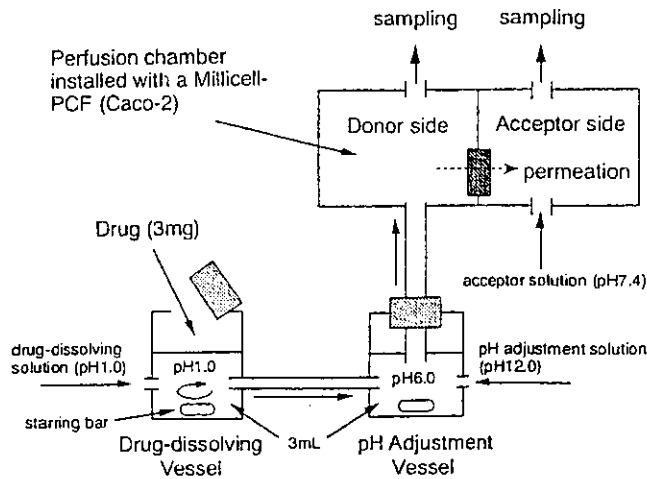 sampling
sampling
Perfusion chamber
installed with a Millicell-
PCF (Caco-2)
Donor side
Acceptor side
permeation
Drug (3mg)
acceptor solution (pH7.4)
drug-dissolving
solution (pH1.0)
pH1.0
pH6.0
pH adjustment solution
(pH12.0)
starring bar
3mL
Drug-dissolving
Vessel
pH Adjustment
Vessel